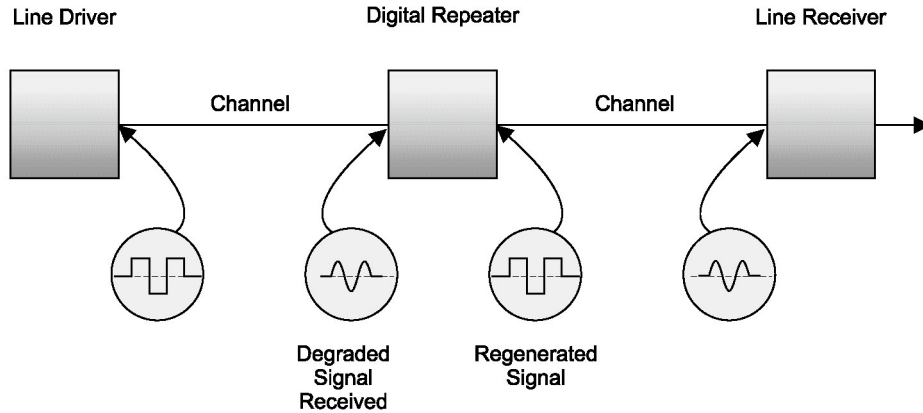 Line Driver
Digital Repeater
Line Receiver
Channel
Channel
Degraded
Signal
Received
Regenerated
Signal